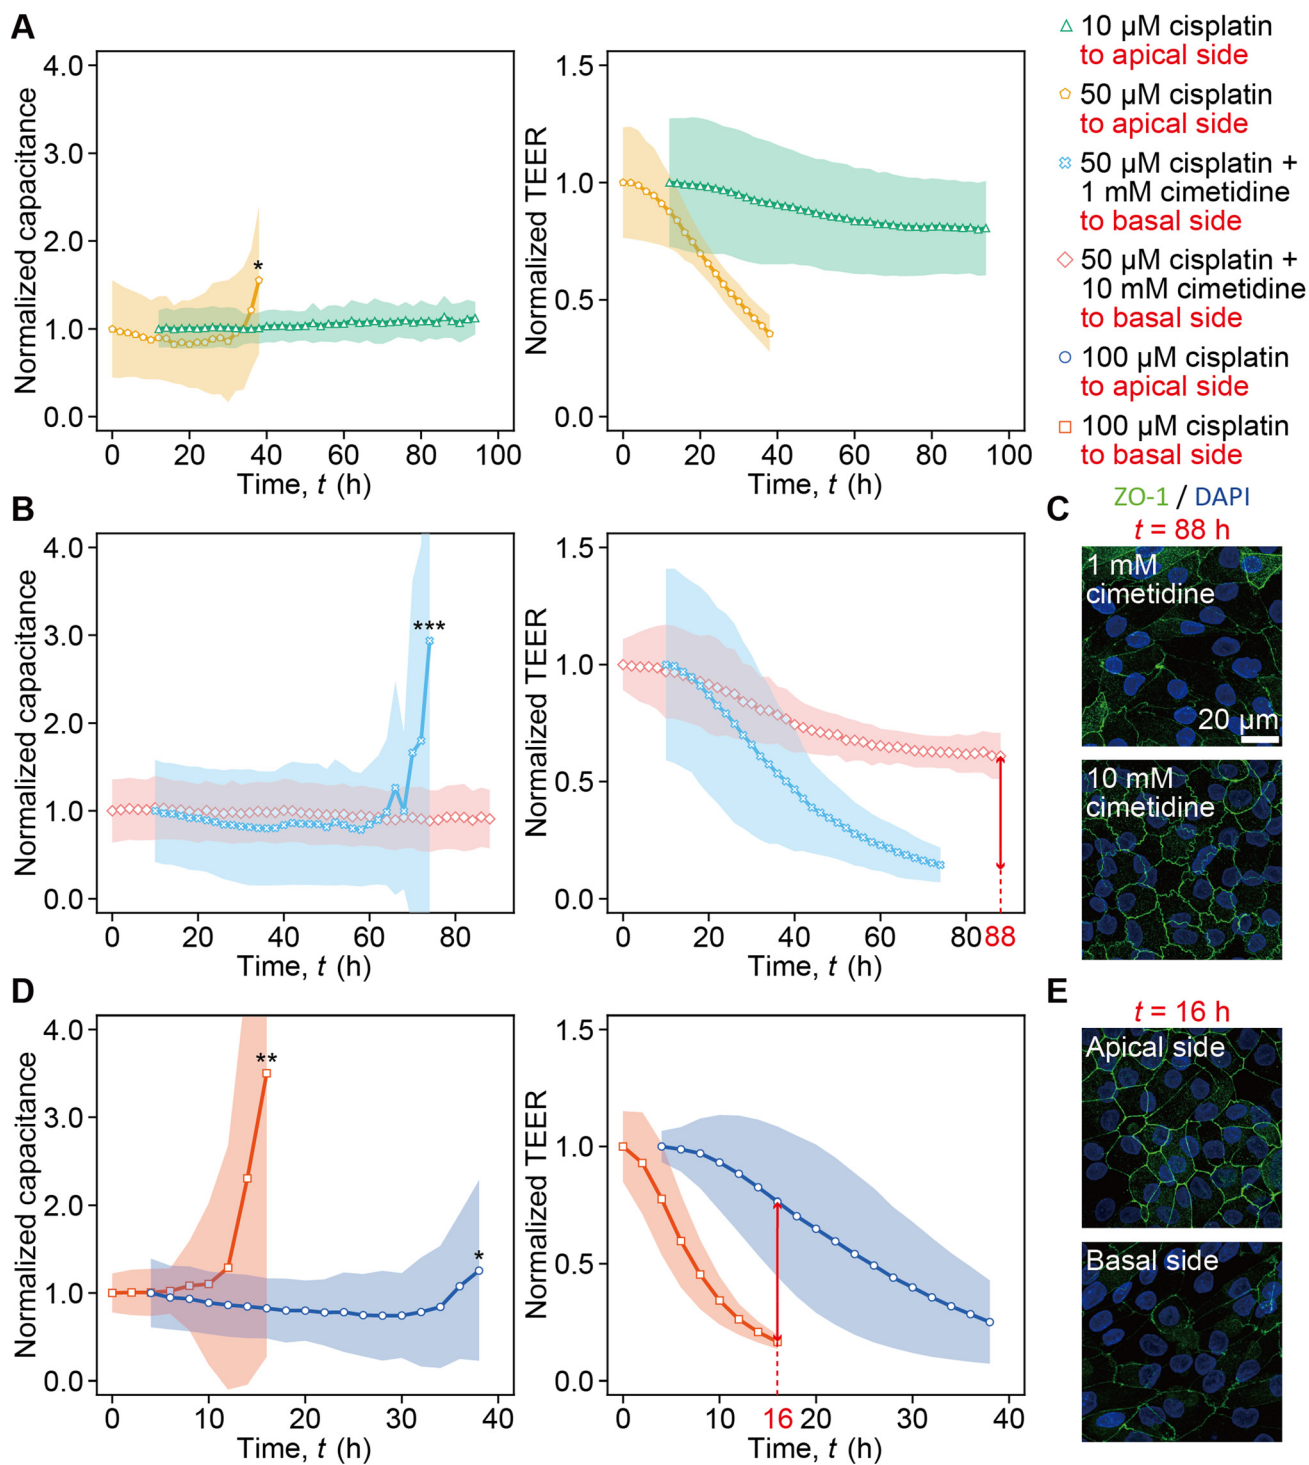 A
Normalized capacitance
4.0
3.0
2.0
1.0
0.0
*
0
20
40
60
80
100
Time, t (h)
Normalized TEER
1.5
1.0
0.5
0.0
0
20
40
60
80
100
Time, t (h)
10 μM cisplatin
to apical side
50 μM cisplatin
to apical side
50 μM cisplatin +
1 mM cimetidine
to basal side
50 μM cisplatin +
10 mM cimetidine
to basal side
100 μM cisplatin
to apical side
100 μM cisplatin
to basal side
B
Normalized capacitance
4.0
3.0
2.0
1.0
0.0
***
0
20
40
60
80
Time, t (h)
Normalized TEER
1.5
1.0
0.5
0.0
0
20
40
60
80
88
Time, t (h)
C
ZO-1 / DAPI
t = 88 h
1 mM
cimetidine
20 μm
10 mM
cimetidine
D
Normalized capacitance
4.0
3.0
2.0
1.0
0.0
**
*
0
10
20
30
40
Time, t (h)
Normalized TEER
1.5
1.0
0.5
0.0
0
10
16
20
30
40
Time, t (h)
E
t = 16 h
Apical side
Basal side